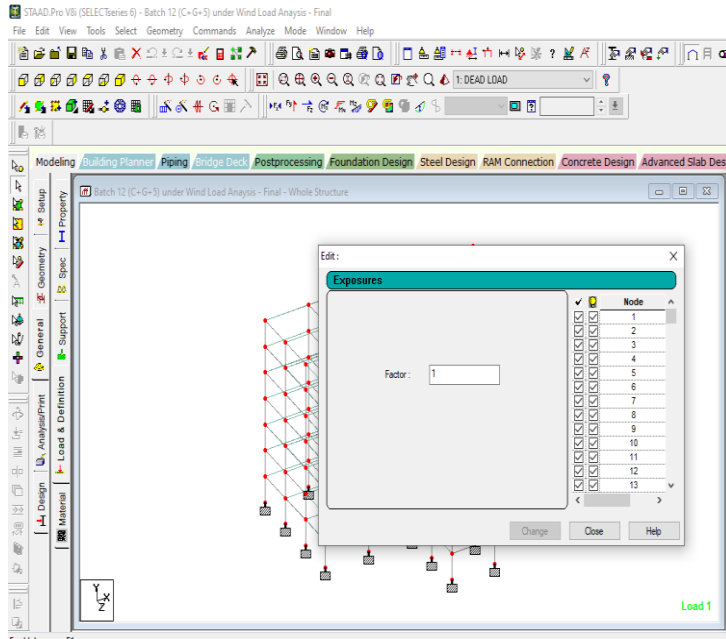 STAAD.Pro V8i (SELECTseries 6) - Batch 12 (C+G+5) under Wind Load Anaysis - Final
File Edit View Tools Select Geometry Commands Analyze Mode Window Help
1: DEAD LOAD
Modeling Building Planner Piping Bridge Deck Postprocessing Foundation Design Steel Design RAM Connection Concrete Design Advanced Slab Des
Setup
Geometry
General
Analysis/Print
Design
Property
Spec
Support
Load & Definition
Material
Batch 12 (C+G+5) under Wind Load Anaysis - Final - Whole Structure
Edit :
Exposures
Factor : 1
Node
1
2
3
4
5
6
7
8
9
10
11
12
13
Change Close Help
Y
X
Z
Load 1